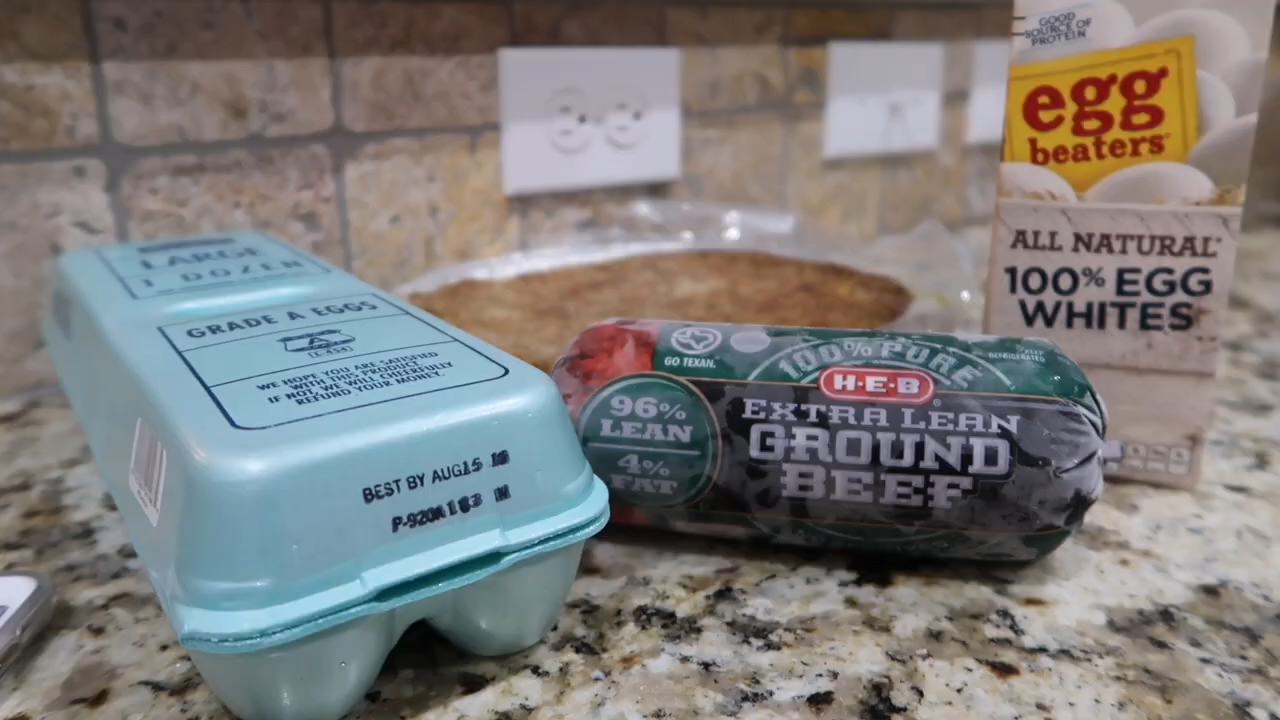 LARGE
1 DOZEN
GRADE A EGGS
WE HOPE YOU ARE SATISFIED
WITH THIS PRODUCT.
IF NOT, WE WILL CHEERFULLY
REFUND YOUR MONEY.
BEST BY AUG15
GO TEXAN.
100% PURE
KEEP
REFRIGERATED
H-E-B
96%
LEAN
4%
FAT
EXTRA LEAN
GROUND
BEEF
GOOD
SOURCE OF
PROTEIN
egg
beaters
ALL NATURAL*
100% EGG
WHITES